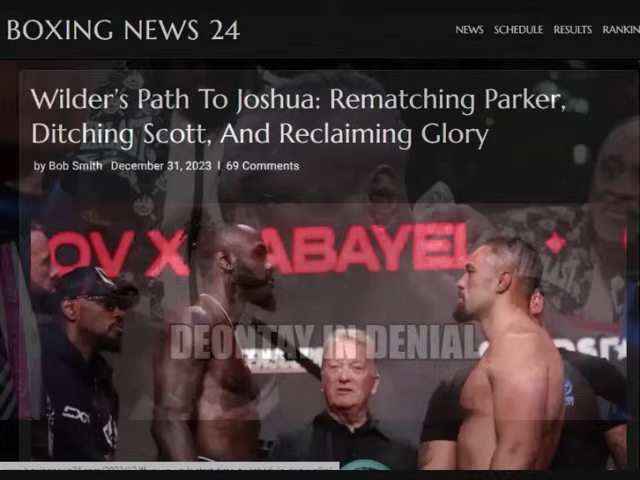 BOXING NEWS 24
NEWS SCHEDULE RESULTS
Wilder's Path To Joshua: Rematching Parker,
Ditching Scott, And Reclaiming Glory
by Bob Smith December 31, 2023 | 69 Comments
OV X ABAYEL
DEONTAY IN DENIAL